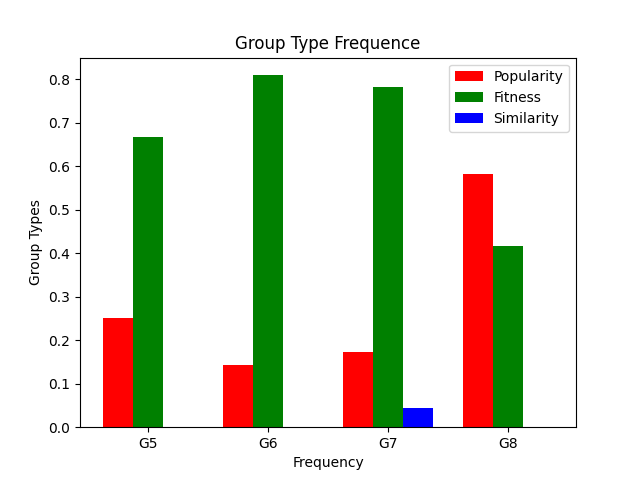 Group Type Frequence
Popularity
Fitness
Similarity
Group Types
0.8
0.7
0.6
0.5
0.4
0.3
0.2
0.1
0.0
G5 G6 G7 G8
Frequency